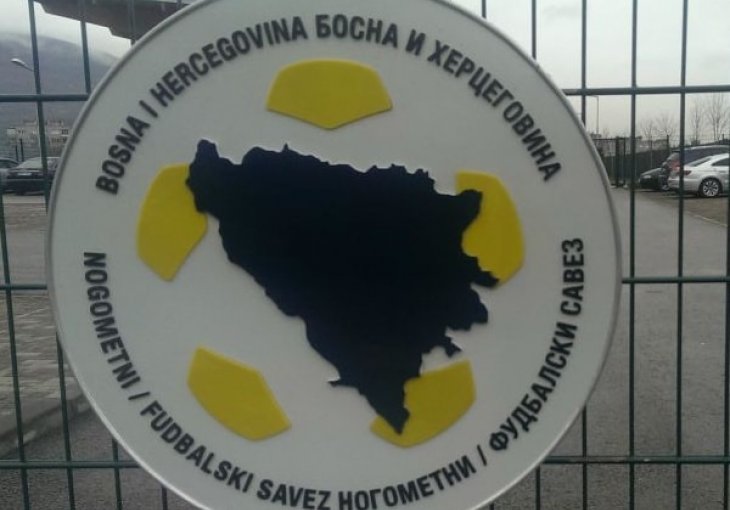 BOSNA I HERCEGOVINA БОСНА И ХЕРЦЕГОВИНА
NOGOMETNI / FUDBALSKI SAVEZ НОГОМЕТНИ / ФУДБАЛСКИ САВЕЗ